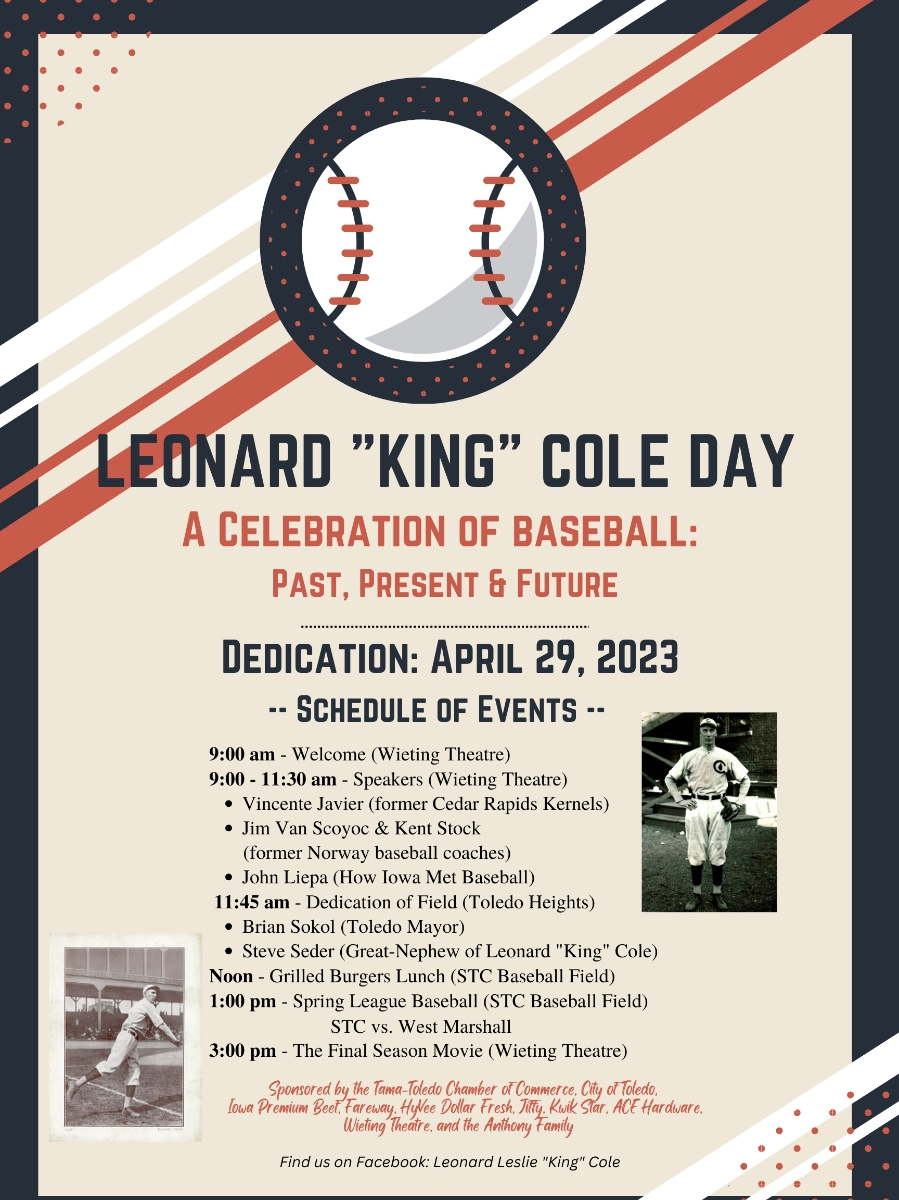 LEONARD "KING" COLE DAY
A CELEBRATION OF BASEBALL:
PAST, PRESENT & FUTURE
DEDICATION: APRIL 29, 2023
-- SCHEDULE OF EVENTS --
9:00 am - Welcome (Wieting Theatre)
9:00 - 11:30 am - Speakers (Wieting Theatre)
• Vincente Javier (former Cedar Rapids Kernels)
• Jim Van Scoyoc & Kent Stock
(former Norway baseball coaches)
• John Liepa (How Iowa Met Baseball)
11:45 am - Dedication of Field (Toledo Heights)
• Brian Sokol (Toledo Mayor)
• Steve Seder (Great-Nephew of Leonard "King" Cole)
Noon - Grilled Burgers Lunch (STC Baseball Field)
1:00 pm - Spring League Baseball (STC Baseball Field)
STC vs. West Marshall
3:00 pm - The Final Season Movie (Wieting Theatre)
Sponsored by the Tama-Toledo Chamber of Commerce, City of Toledo,
Iowa Premium Beef, Fareway, HyVee Dollar Fresh, Jiffy, Kwik Star, ACE Hardware,
Wieting Theatre, and the Anthony Family
Find us on Facebook: Leonard Leslie "King" Cole